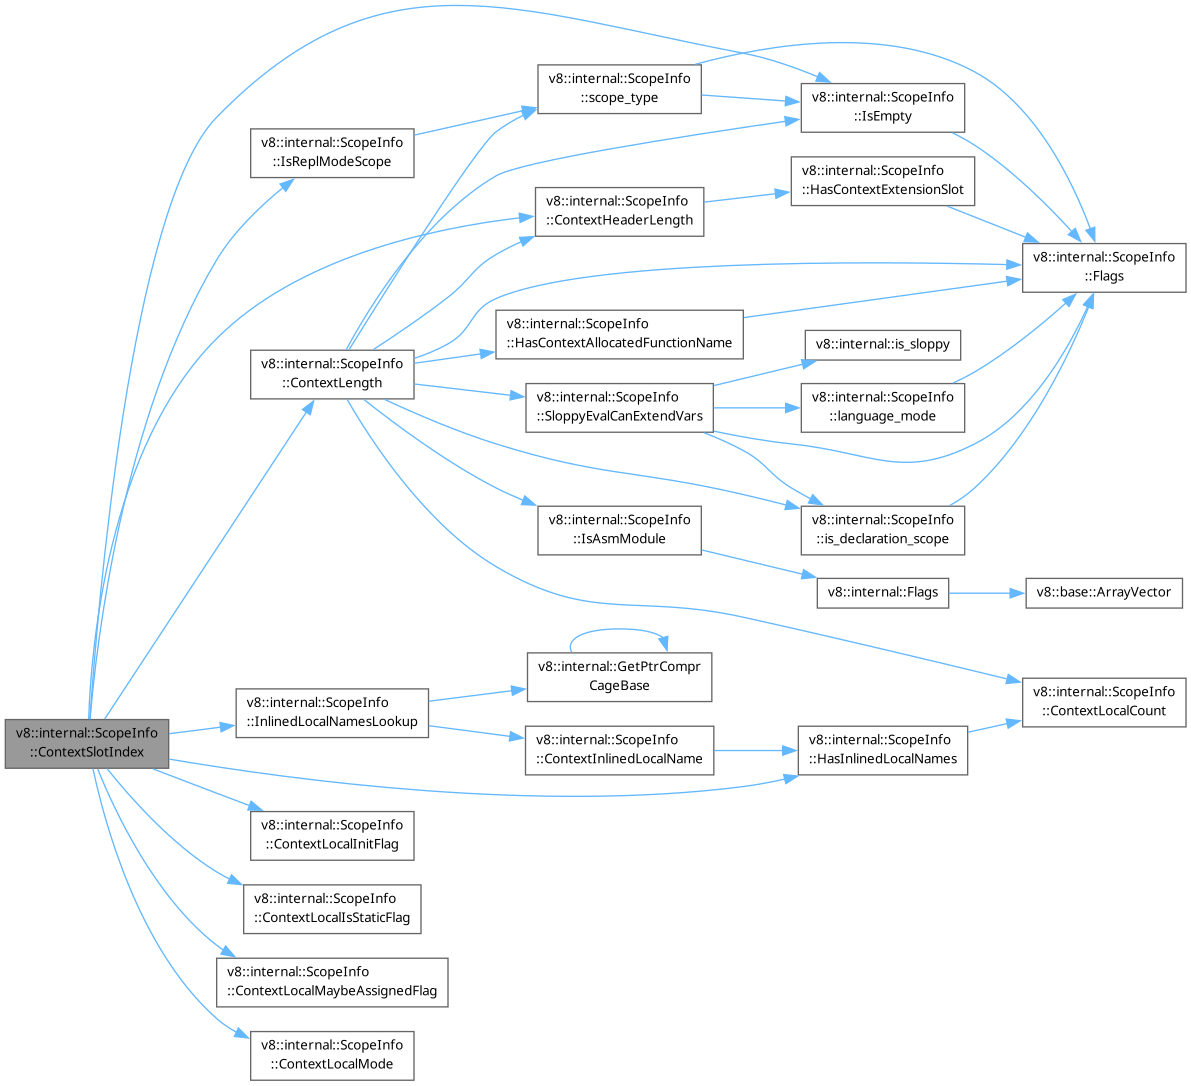 v8::internal::ScopeInfo
::ContextSlotIndex
v8::internal::ScopeInfo
::IsReplModeScope
v8::internal::ScopeInfo
::ContextLength
v8::internal::ScopeInfo
::InlinedLocalNamesLookup
v8::internal::ScopeInfo
::ContextLocalInitFlag
v8::internal::ScopeInfo
::ContextLocalIsStaticFlag
v8::internal::ScopeInfo
::ContextLocalMaybeAssignedFlag
v8::internal::ScopeInfo
::ContextLocalMode
v8::internal::ScopeInfo
::scope_type
v8::internal::ScopeInfo
::ContextHeaderLength
v8::internal::ScopeInfo
::HasContextAllocatedFunctionName
v8::internal::ScopeInfo
::SloppyEvalCanExtendVars
v8::internal::ScopeInfo
::IsAsmModule
v8::internal::GetPtrCompr
CageBase
v8::internal::ScopeInfo
::ContextInlinedLocalName
v8::internal::ScopeInfo
::IsEmpty
v8::internal::ScopeInfo
::HasContextExtensionSlot
v8::internal::is_sloppy
v8::internal::ScopeInfo
::language_mode
v8::internal::ScopeInfo
::is_declaration_scope
v8::internal::Flags
v8::internal::ScopeInfo
::HasInlinedLocalNames
v8::internal::ScopeInfo
::Flags
v8::base::ArrayVector
v8::internal::ScopeInfo
::ContextLocalCount